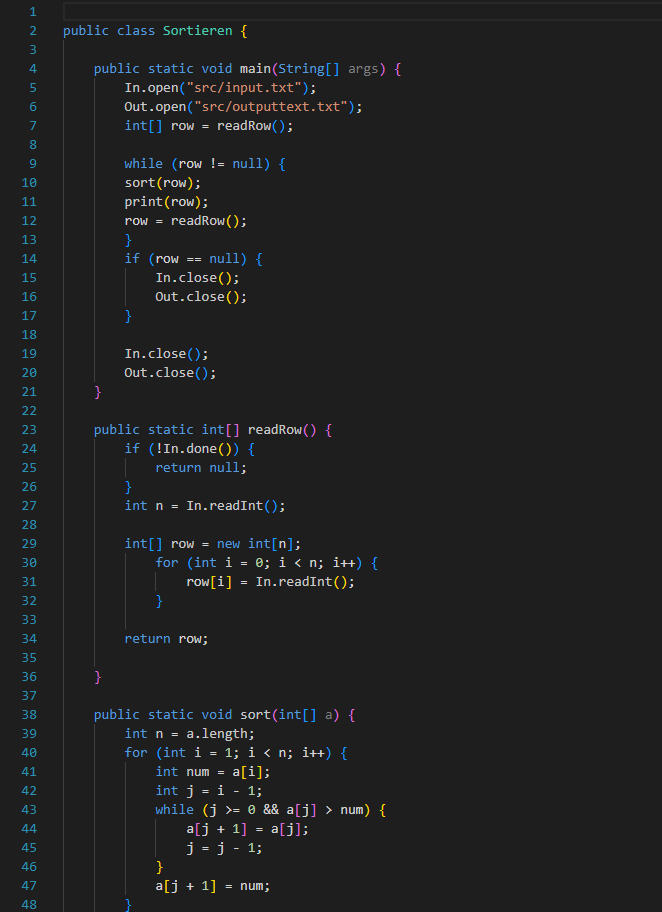 1
2 public class Sortieren {
3
4     public static void main(String[] args) {
5         In.open("src/input.txt");
6         Out.open("src/outputtext.txt");
7         int[] row = readRow();
8
9         while (row != null) {
10         sort(row);
11         print(row);
12         row = readRow();
13         }
14         if (row == null) {
15             In.close();
16             Out.close();
17         }
18
19         In.close();
20         Out.close();
21     }
22
23     public static int[] readRow() {
24         if (!In.done()) {
25             return null;
26         }
27         int n = In.readInt();
28
29         int[] row = new int[n];
30             for (int i = 0; i < n; i++) {
31                 row[i] = In.readInt();
32             }
33
34         return row;
35
36     }
37
38     public static void sort(int[] a) {
39         int n = a.length;
40         for (int i = 1; i < n; i++) {
41             int num = a[i];
42             int j = i - 1;
43             while (j >= 0 && a[j] > num) {
44                 a[j + 1] = a[j];
45                 j = j - 1;
46             }
47             a[j + 1] = num;
48         }